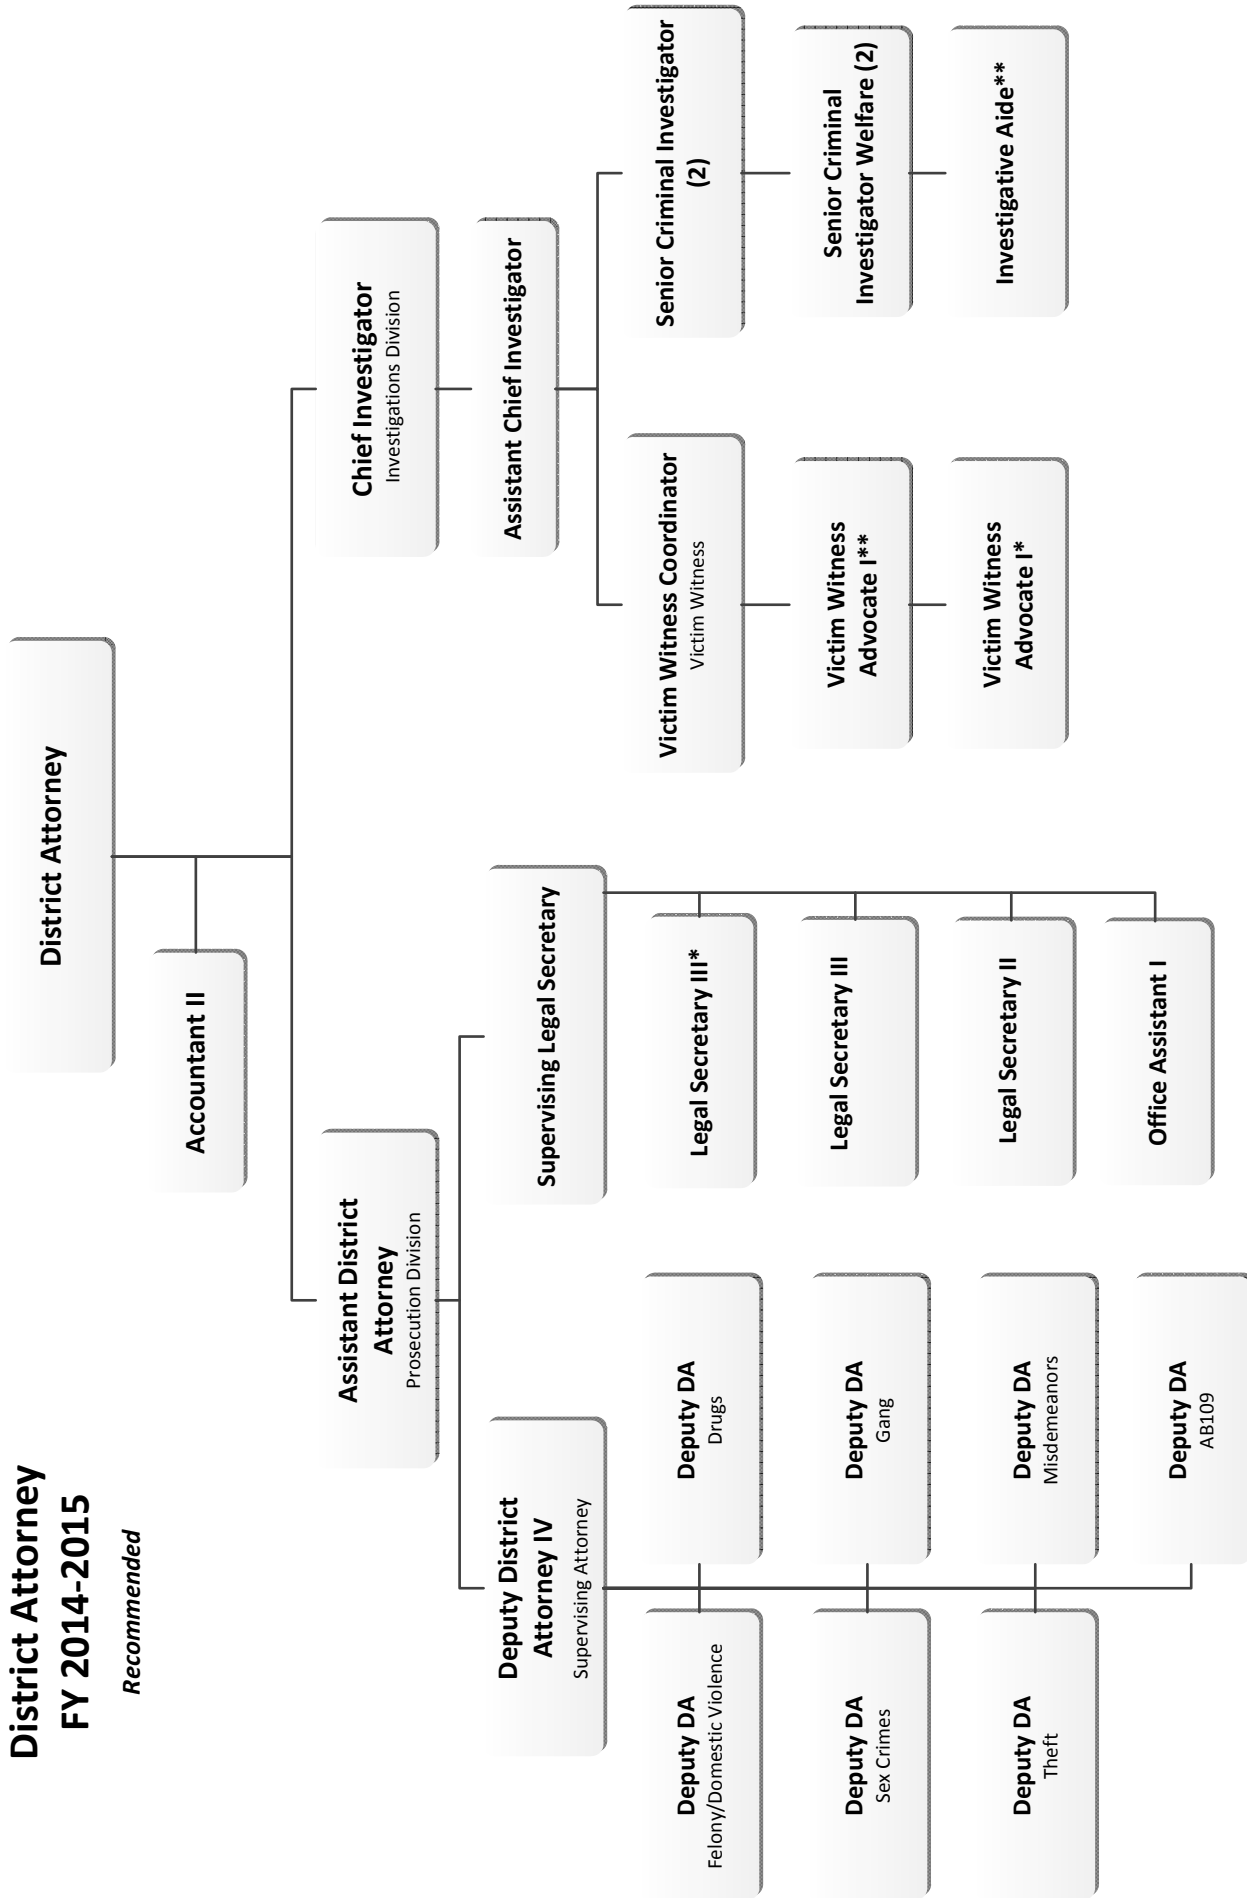 District Attorney
FY 2014-2015
Recommended
District Attorney
Accountant II
Assistant District
Attorney
Prosecution Division
Chief Investigator
Investigations Division
Deputy District
Attorney IV
Supervising Attorney
Supervising Legal Secretary
Assistant Chief Investigator
Deputy DA
Felony/Domestic Violence
Deputy DA
Drugs
Deputy DA
Sex Crimes
Deputy DA
Gang
Deputy DA
Theft
Deputy DA
Misdemeanors
Deputy DA
AB109
Legal Secretary III*
Legal Secretary III
Legal Secretary II
Office Assistant I
Victim Witness Coordinator
Victim Witness
Victim Witness
Advocate I**
Victim Witness
Advocate I*
Senior Criminal Investigator
(2)
Senior Criminal
Investigator Welfare (2)
Investigative Aide**